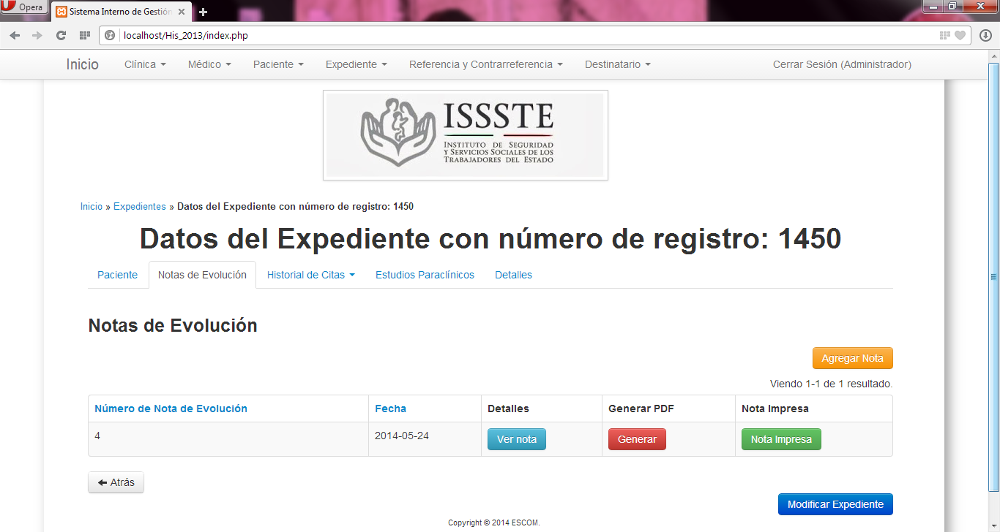 Opera
Sistema Interno de Gestión
localhost/His_2013/index.php
Inicio Clínica Médico Paciente Expediente Referencia y Contrarreferencia Destinatario Cerrar Sesión (Administrador)
ISSSTE
INSTITUTO DE SEGURIDAD
Y SERVICIOS SOCIALES DE LOS
TRABAJADORES DEL ESTADO
Inicio » Expedientes » Datos del Expediente con número de registro: 1450
Datos del Expediente con número de registro: 1450
Paciente Notas de Evolución Historial de Citas Estudios Paraclínicos Detalles
Notas de Evolución
Agregar Nota
Viendo 1-1 de 1 resultado.
Número de Nota de Evolución Fecha Detalles Generar PDF Nota Impresa
4 2014-05-24 Ver nota Generar Nota Impresa
Atrás
Modificar Expediente
Copyright © 2014 ESCOM.